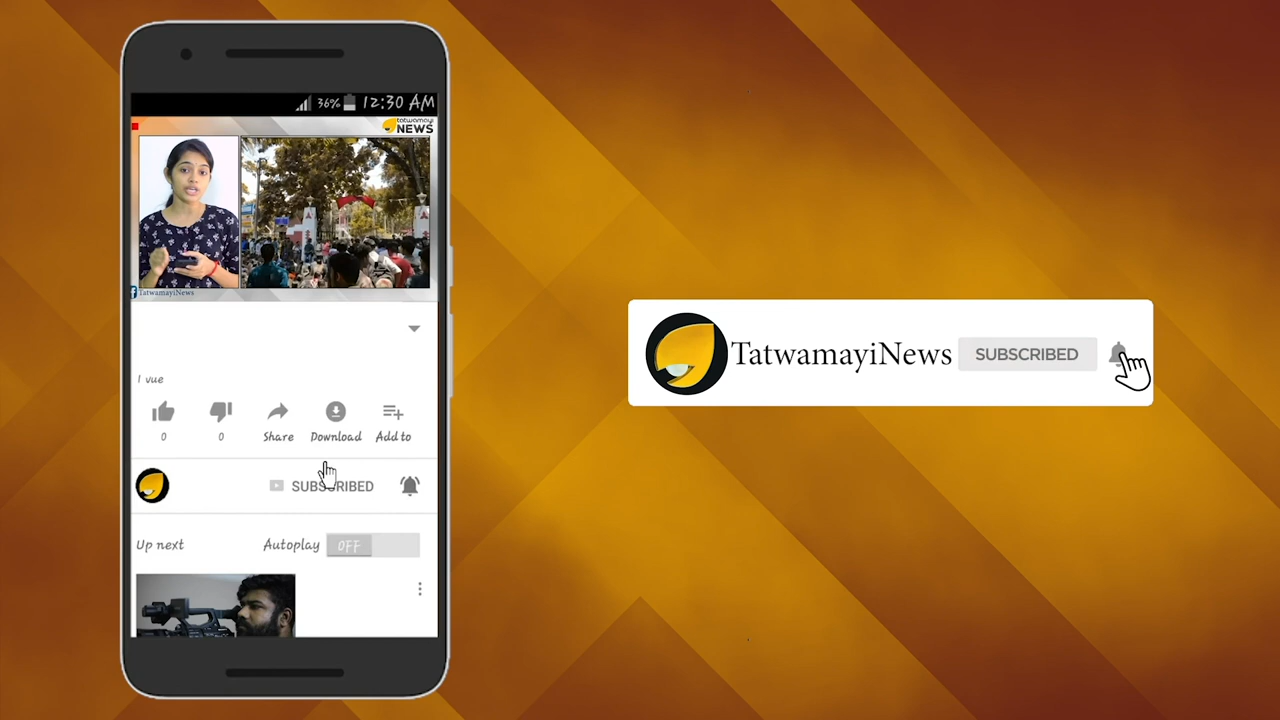 36% 12:30 AM
tatwamayi
NEWS
TatwamayiNews
1 vue
0 0 Share Download Add to
SUBSCRIBED
Up next Autoplay OFF
TatwamayiNews SUBSCRIBED